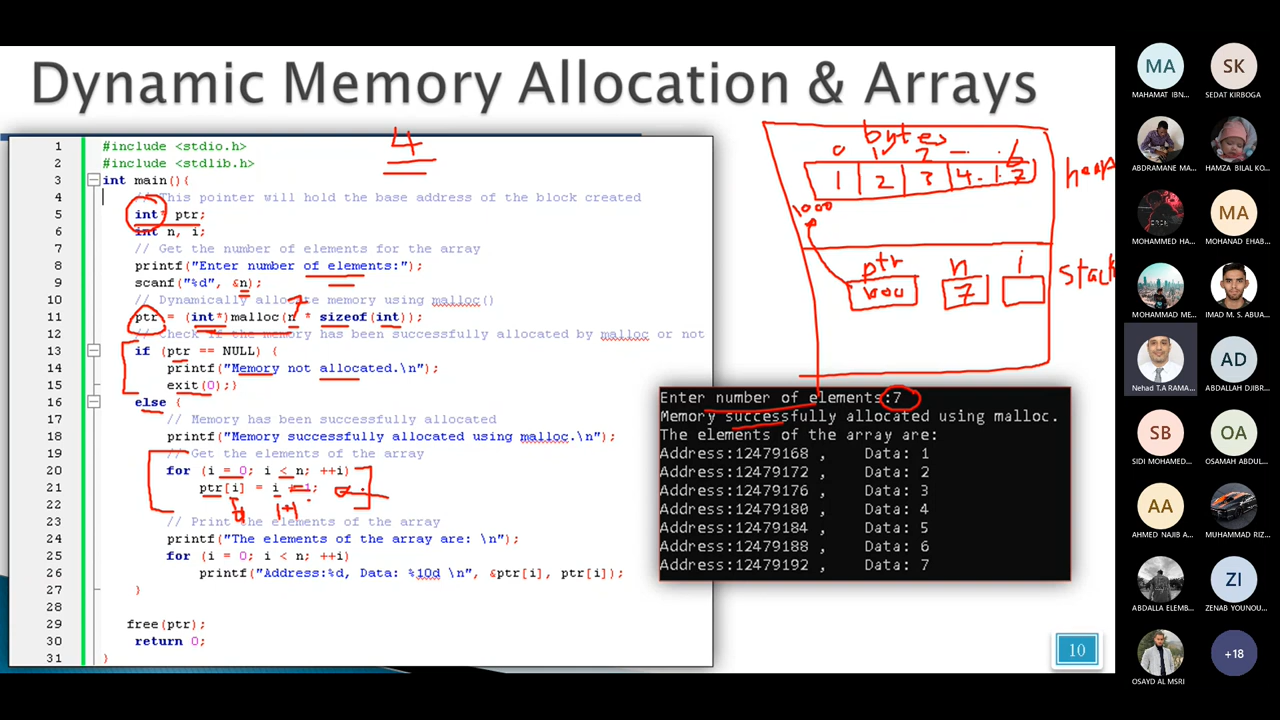 Dynamic Memory Allocation & Arrays
1 #include <stdio.h>
2 #include <stdlib.h>
3 int main(){
4 // This pointer will hold the base address of the block created
5 int* ptr;
6 int n, i;
7 // Get the number of elements for the array
8 printf("Enter number of elements:");
9 scanf("%d", &n);
10 // Dynamically allocate memory using malloc()
11 ptr = (int*)malloc(n * sizeof(int));
12 // Check if the memory has been successfully allocated by malloc or not
13 if (ptr == NULL) {
14 printf("Memory not allocated.\n");
15 exit(0);}
16 else {
17 // Memory has been successfully allocated
18 printf("Memory successfully allocated using malloc.\n");
19 // Get the elements of the array
20 for (i = 0; i < n; ++i)
21 ptr[i] = i + 1;
22
23 // Print the elements of the array
24 printf("The elements of the array are: \n");
25 for (i = 0; i < n; ++i)
26 printf("Address:%d, Data: %10d \n", &ptr[i], ptr[i]);
27 }
28
29 free(ptr);
30 return 0;
31 }
4
7
1+1
bytes
0 1 2 - . 6
1 2 3 4 . 1 7
heap
1000
ptr n i
stack
1000 7
Enter number of elements:7
Memory successfully allocated using malloc.
The elements of the array are:
Address:12479168 , Data: 1
Address:12479172 , Data: 2
Address:12479176 , Data: 3
Address:12479180 , Data: 4
Address:12479184 , Data: 5
Address:12479188 , Data: 6
Address:12479192 , Data: 7
10
MA SK
MAHAMAT IBN... SEDAT KIRBOGA
ABDRAMANE MA... HAMZA BILAL KO...
MA
MOHAMMED HA... MOHANAD EHAB...
MOHAMMED ME... IMAD M. S. ABUA...
AD
Nehad T.A RAMA... ABDALLAH DJIBR...
SB OA
SIDI MOHAMED... OSAMAH ABDUL...
AA
AHMED NAJIB A... MUHAMMAD RIZ...
ZI
ABDALLA ELEMB... ZENAB YOUNOU...
+18
OSAYD AL MSRI